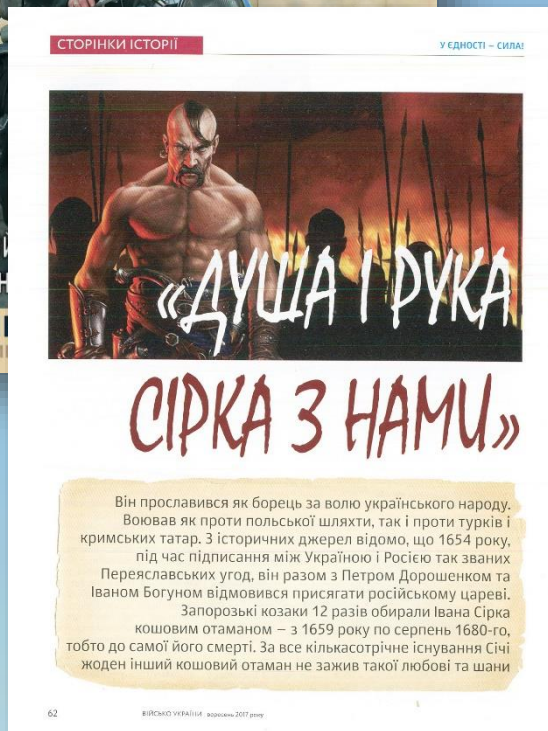 СТОРІНКИ ІСТОРІЇ
У ЄДНОСТІ – СИЛА!
«ДУША І РУКА
СІРКА З НАМИ»
Він прославився як борець за волю українського народу.
Воював як проти польської шляхти, так і проти турків і
кримських татар. З історичних джерел відомо, що 1654 року,
під час підписання між Україною і Росією так званих
Переяславських угод, він разом з Петром Дорошенком та
Іваном Богуном відмовився присягати російському цареві.
Запорозькі козаки 12 разів обирали Івана Сірка
кошовим отаманом – з 1659 року по серпень 1680-го,
тобто до самої його смерті. За все кількасотрічне існування Січі
жоден інший кошовий отаман не зажив такої любові та шани
62
ВІЙСЬКО УКРАЇНИ вересень 2017 року